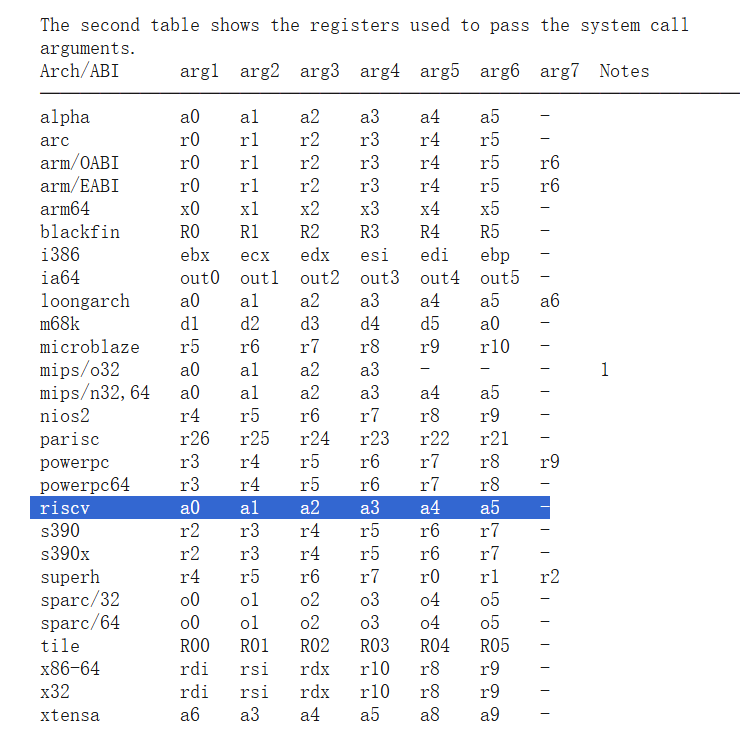 The second table shows the registers used to pass the system call
arguments.
Arch/ABI arg1 arg2 arg3 arg4 arg5 arg6 arg7 Notes
alpha a0 a1 a2 a3 a4 a5 -
arc r0 r1 r2 r3 r4 r5 -
arm/OABI r0 r1 r2 r3 r4 r5 r6
arm/EABI r0 r1 r2 r3 r4 r5 r6
arm64 x0 x1 x2 x3 x4 x5 -
blackfin R0 R1 R2 R3 R4 R5 -
i386 ebx ecx edx esi edi ebp -
ia64 out0 out1 out2 out3 out4 out5 -
loongarch a0 a1 a2 a3 a4 a5 a6
m68k d1 d2 d3 d4 d5 a0 -
microblaze r5 r6 r7 r8 r9 r10 -
mips/o32 a0 a1 a2 a3 - - - 1
mips/n32,64 a0 a1 a2 a3 a4 a5 -
nios2 r4 r5 r6 r7 r8 r9 -
parisc r26 r25 r24 r23 r22 r21 -
powerpc r3 r4 r5 r6 r7 r8 r9
powerpc64 r3 r4 r5 r6 r7 r8 -
riscv a0 a1 a2 a3 a4 a5 -
s390 r2 r3 r4 r5 r6 r7 -
s390x r2 r3 r4 r5 r6 r7 -
superh r4 r5 r6 r7 r0 r1 r2
sparc/32 o0 o1 o2 o3 o4 o5 -
sparc/64 o0 o1 o2 o3 o4 o5 -
tile R00 R01 R02 R03 R04 R05 -
x86-64 rdi rsi rdx r10 r8 r9 -
x32 rdi rsi rdx r10 r8 r9 -
xtensa a6 a3 a4 a5 a8 a9 -